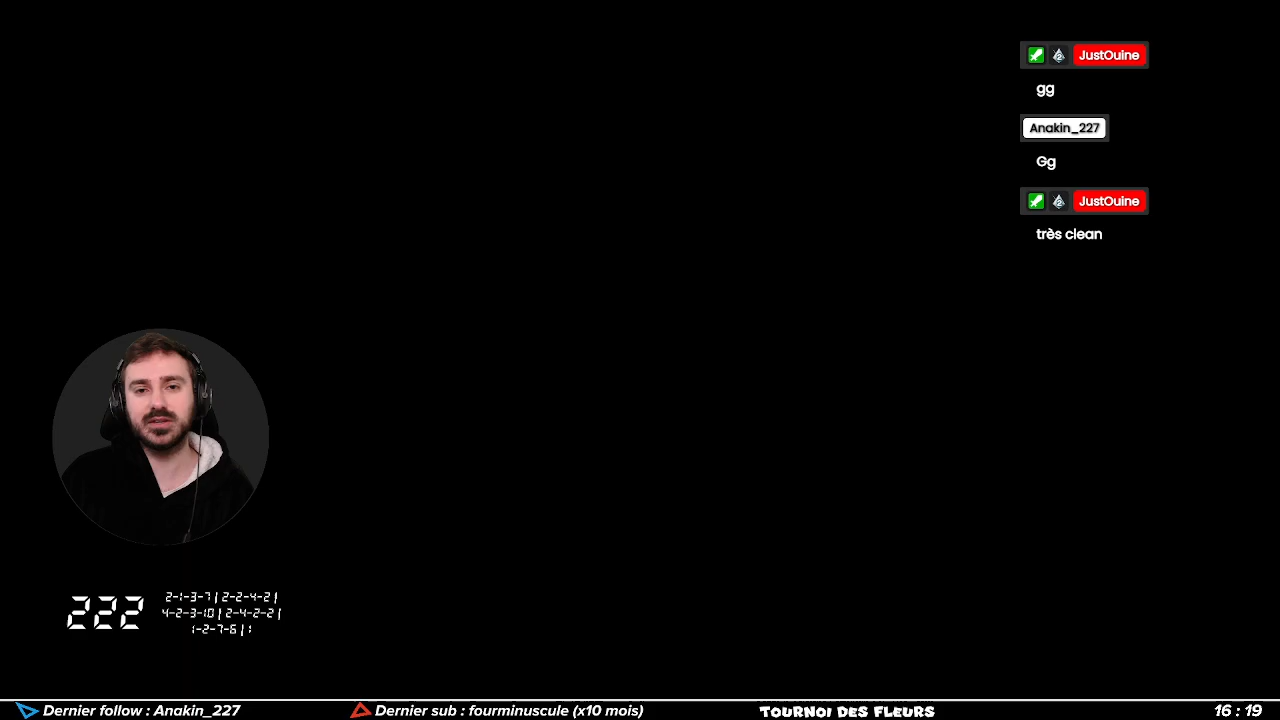 JustOuine
gg
Anakin_227
Gg
JustOuine
très clean
222
2-1-3-7 | 2-2-4-2 |
4-2-3-10 | 2-4-2-2 |
1-2-7-6 | 1
Dernier follow : Anakin_227
Dernier sub : fourminuscule (x10 mois)
TOURNOI DES FLEURS
16 : 19